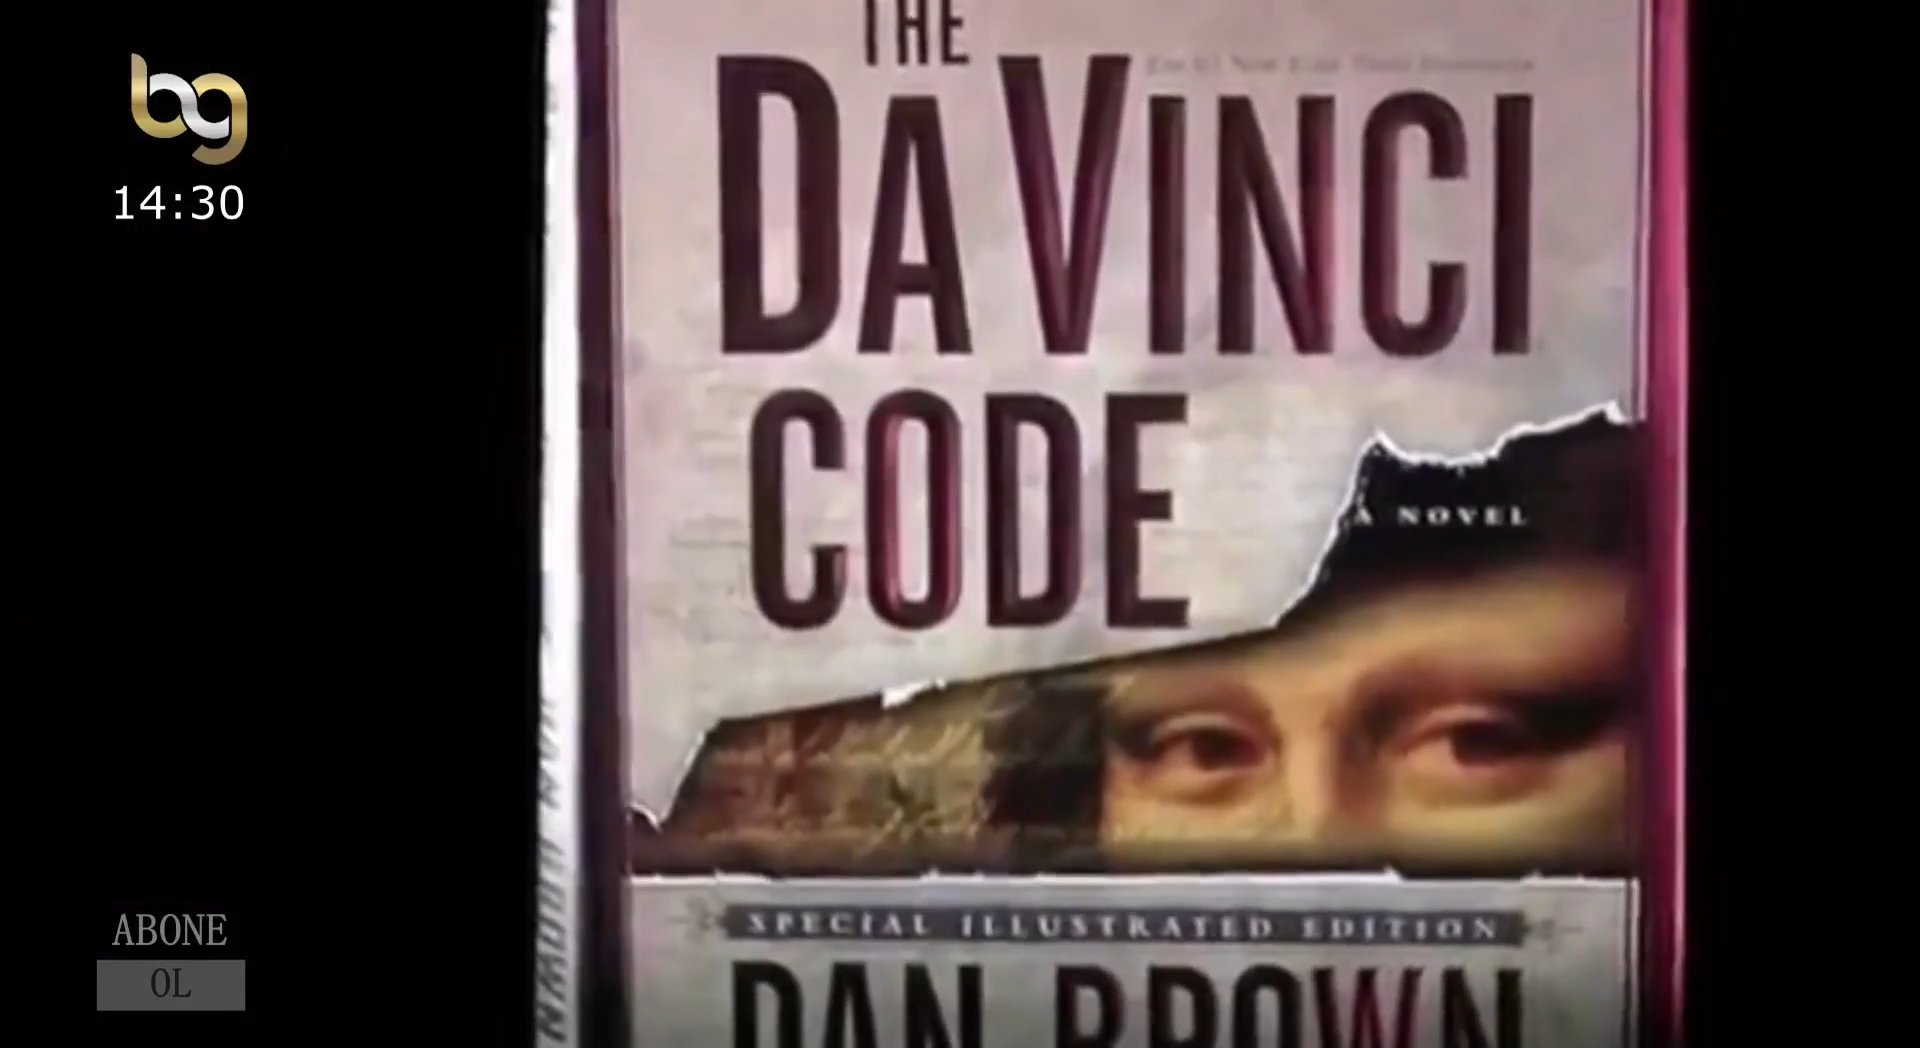 bg
14:30
THE
DA VINCI
CODE
A NOVEL
SPECIAL ILLUSTRATED EDITION
DAN BROWN
ABONE
OL